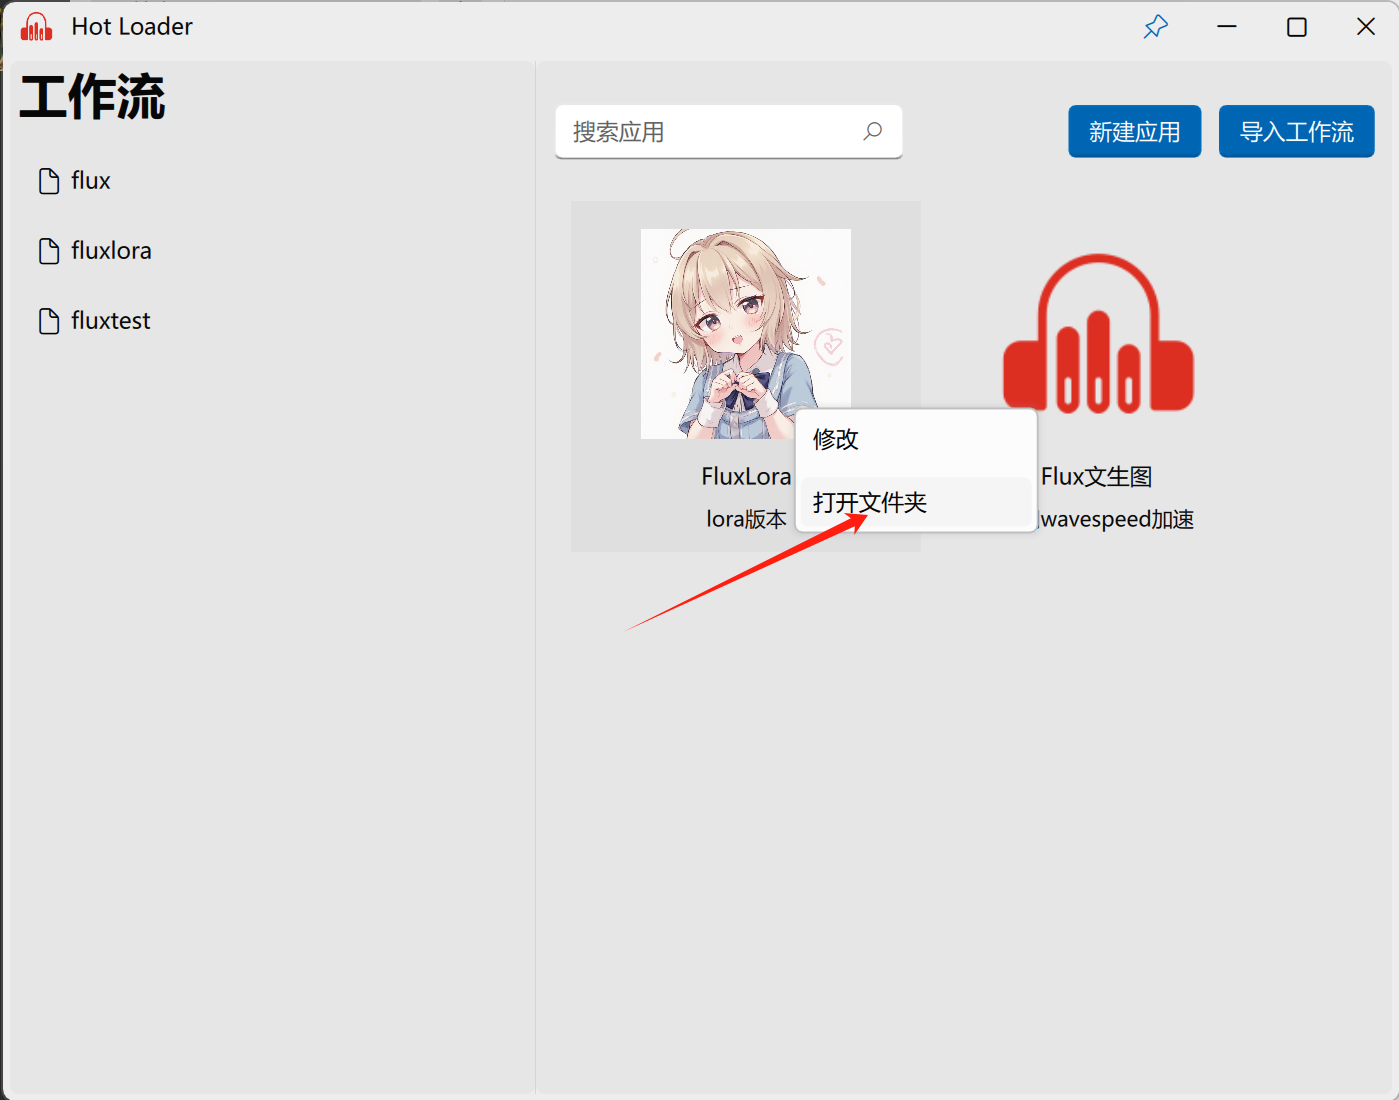 Hot Loader
工作流
flux
fluxlora
fluxtest
搜索应用
新建应用
导入工作流
FluxLora
lora版本
修改
打开文件夹
Flux文生图
wavespeed加速